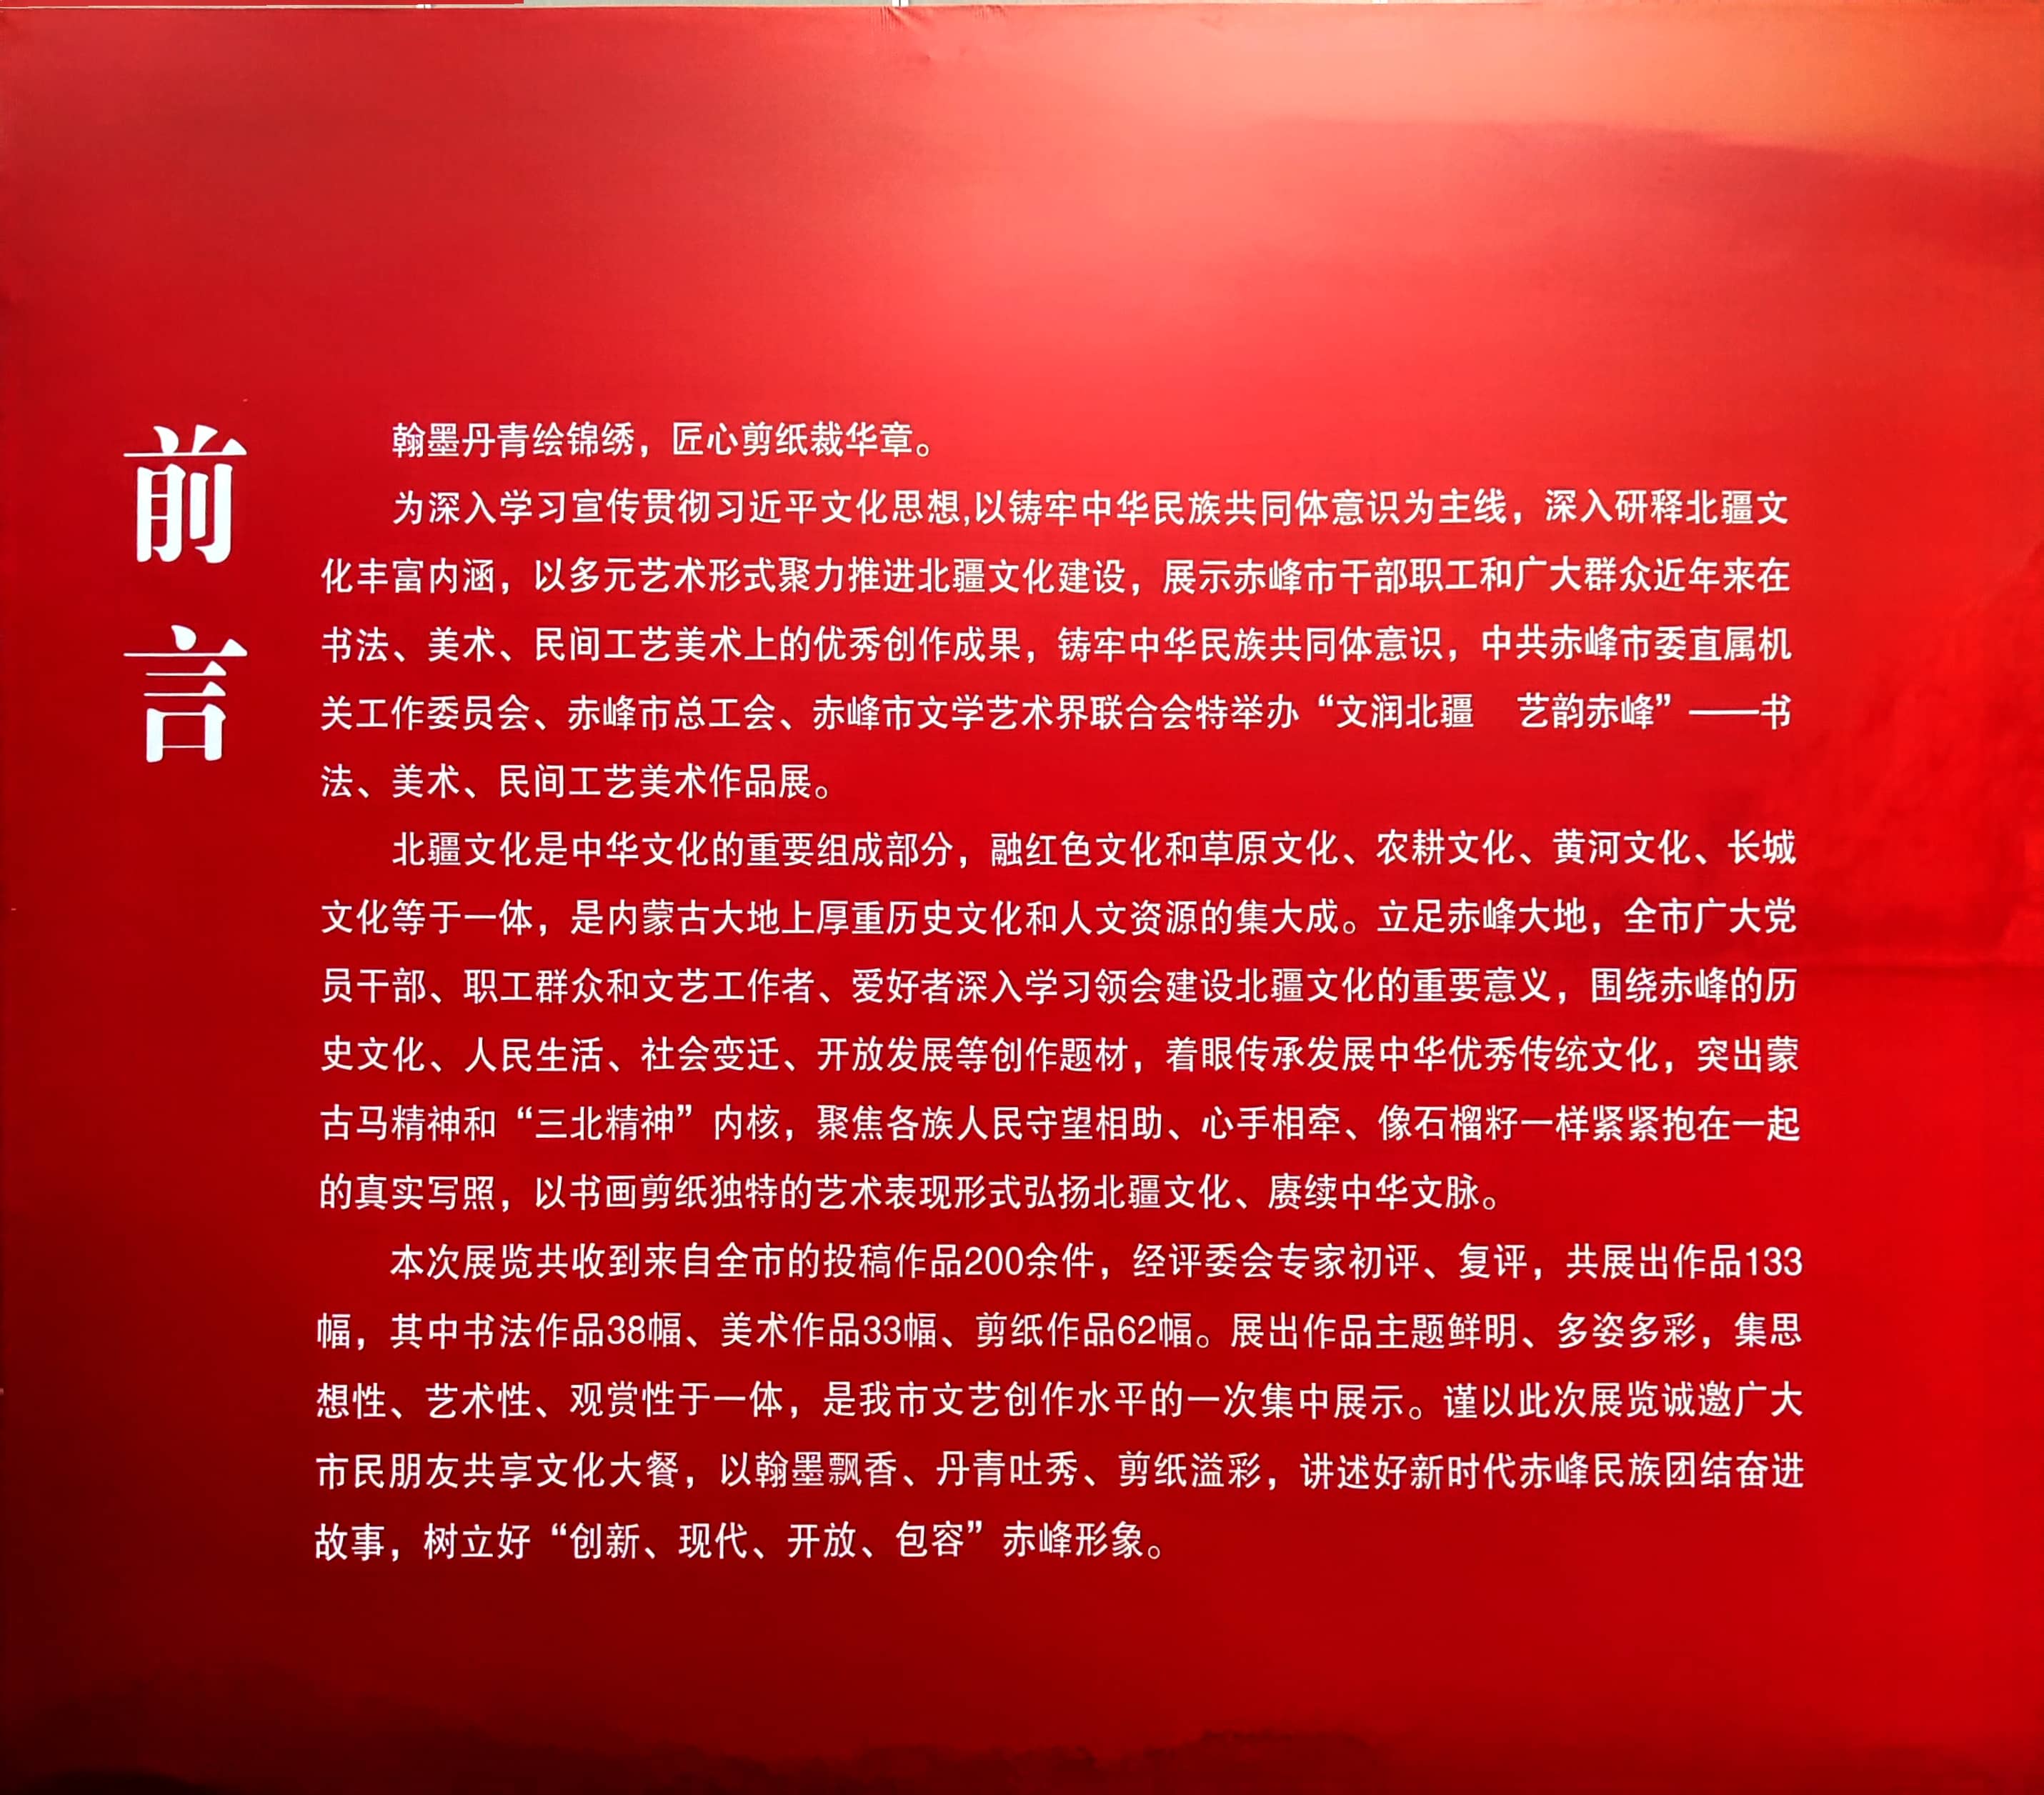 前言
翰墨丹青绘锦绣，匠心剪纸裁华章。
为深入学习宣传贯彻习近平文化思想,以铸牢中华民族共同体意识为主线，深入研释北疆文
化丰富内涵，以多元艺术形式聚力推进北疆文化建设，展示赤峰市干部职工和广大群众近年来在
书法、美术、民间工艺美术上的优秀创作成果，铸牢中华民族共同体意识，中共赤峰市委直属机
关工作委员会、赤峰市总工会、赤峰市文学艺术界联合会特举办“文润北疆　艺韵赤峰”——书
法、美术、民间工艺美术作品展。
北疆文化是中华文化的重要组成部分，融红色文化和草原文化、农耕文化、黄河文化、长城
文化等于一体，是内蒙古大地上厚重历史文化和人文资源的集大成。立足赤峰大地，全市广大党
员干部、职工群众和文艺工作者、爱好者深入学习领会建设北疆文化的重要意义，围绕赤峰的历
史文化、人民生活、社会变迁、开放发展等创作题材，着眼传承发展中华优秀传统文化，突出蒙
古马精神和“三北精神”内核，聚焦各族人民守望相助、心手相牵、像石榴籽一样紧紧抱在一起
的真实写照，以书画剪纸独特的艺术表现形式弘扬北疆文化、赓续中华文脉。
本次展览共收到来自全市的投稿作品200余件，经评委会专家初评、复评，共展出作品133
幅，其中书法作品38幅、美术作品33幅、剪纸作品62幅。展出作品主题鲜明、多姿多彩，集思
想性、艺术性、观赏性于一体，是我市文艺创作水平的一次集中展示。谨以此次展览诚邀广大
市民朋友共享文化大餐，以翰墨飘香、丹青吐秀、剪纸溢彩，讲述好新时代赤峰民族团结奋进
故事，树立好“创新、现代、开放、包容”赤峰形象。